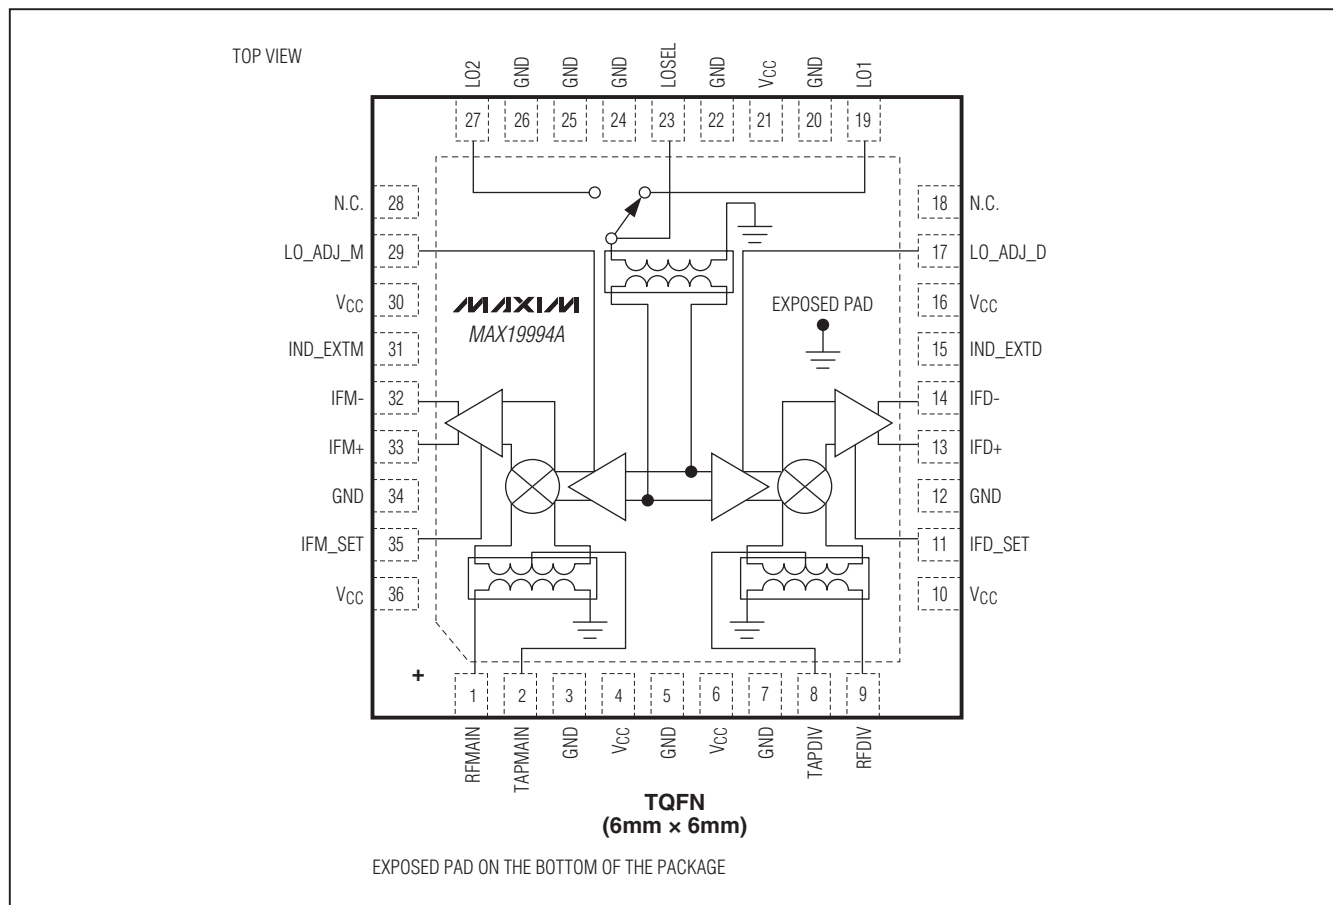 TOP VIEW
LO2 GND GND GND LOSEL GND VCC GND LO1
27 26 25 24 23 22 21 20 19
N.C. 28 18 N.C.
LO_ADJ_M 29 17 LO_ADJ_D
VCC 30 16 VCC
MAXIM
MAX19994A
EXPOSED PAD
IND_EXTM 31 15 IND_EXTD
IFM- 32 14 IFD-
IFM+ 33 13 IFD+
GND 34 12 GND
IFM_SET 35 11 IFD_SET
VCC 36 10 VCC
+
1 2 3 4 5 6 7 8 9
RFMAIN TAPMAIN GND VCC GND VCC GND TAPDIV RFDIV
TQFN
(6mm × 6mm)
EXPOSED PAD ON THE BOTTOM OF THE PACKAGE